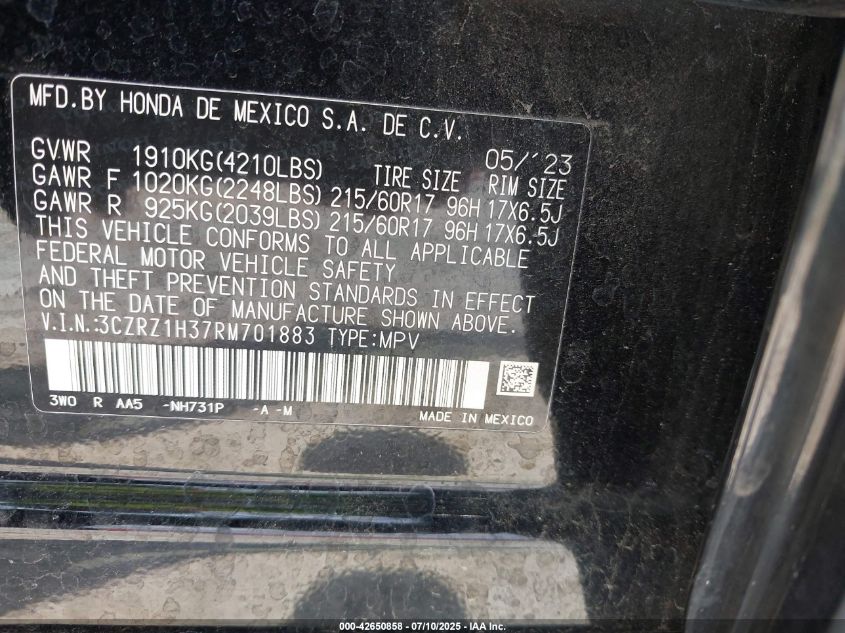 MFD.BY HONDA DE MEXICO S.A. DE C.V.
05/'23
GVWR 1910KG(4210LBS) TIRE SIZE RIM SIZE
GAWR F 1020KG(2248LBS) 215/60R17 96H 17X6.5J
GAWR R 925KG(2039LBS) 215/60R17 96H 17X6.5J
THIS VEHICLE CONFORMS TO ALL APPLICABLE
FEDERAL MOTOR VEHICLE SAFETY
AND THEFT PREVENTION STANDARDS IN EFFECT
ON THE DATE OF MANUFACTURE SHOWN ABOVE.
V.I.N.:3CZRZ1H37RM701883 TYPE:MPV
3W0 R AA5 -NH731P -A -M MADE IN MEXICO
000-42650858 - 07/10/2025 - IAA Inc.